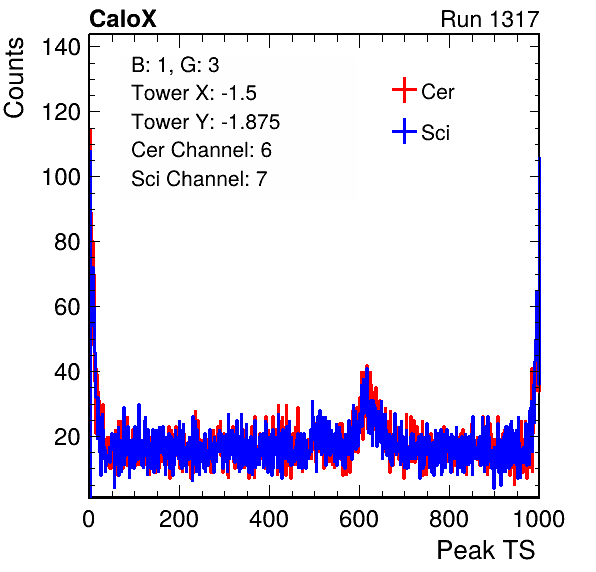 CaloX Run 1317
Counts
140
120
100
80
60
40
20
B: 1, G: 3
Tower X: -1.5
Tower Y: -1.875
Cer Channel: 6
Sci Channel: 7
Cer
Sci
0 200 400 600 800 1000
Peak TS